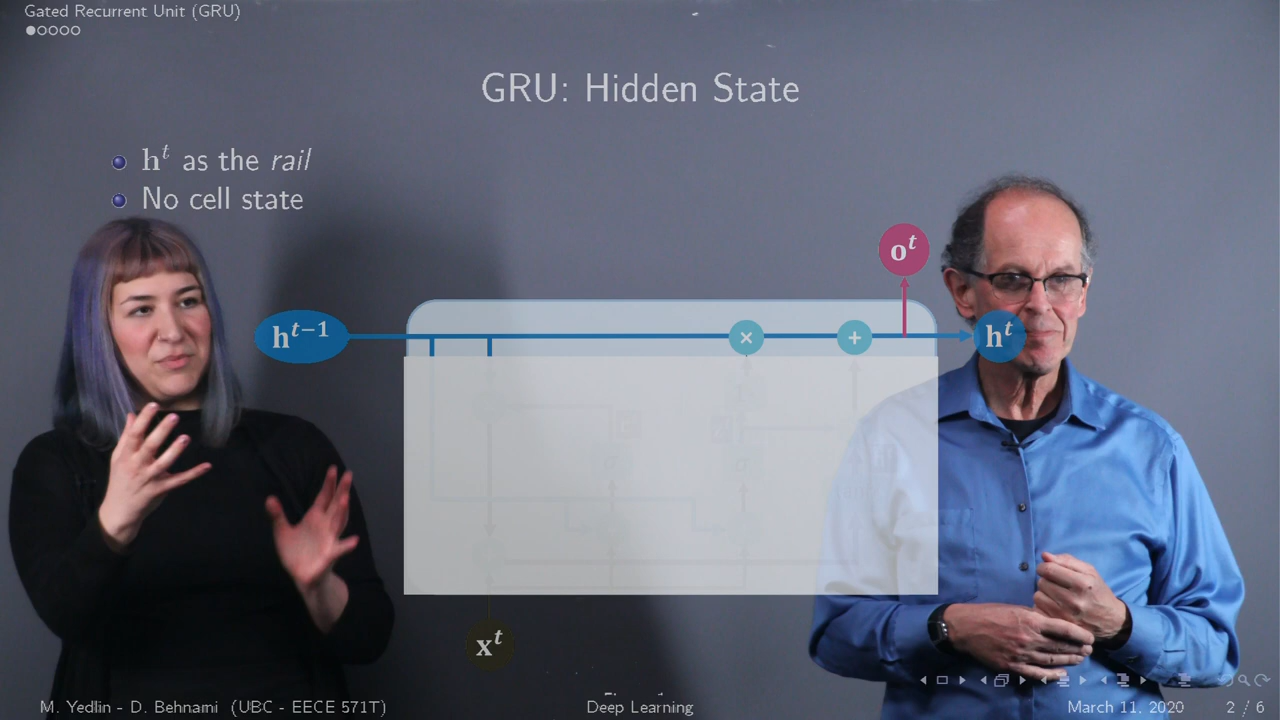 Gated Recurrent Unit (GRU)
GRU: Hidden State
h^t as the rail
No cell state
o^t
h^{t−1}
×
+
h^t
x^t
M. Yedlin - D. Behnami (UBC - EECE 571T)
Deep Learning
March 11, 2020
2 / 6